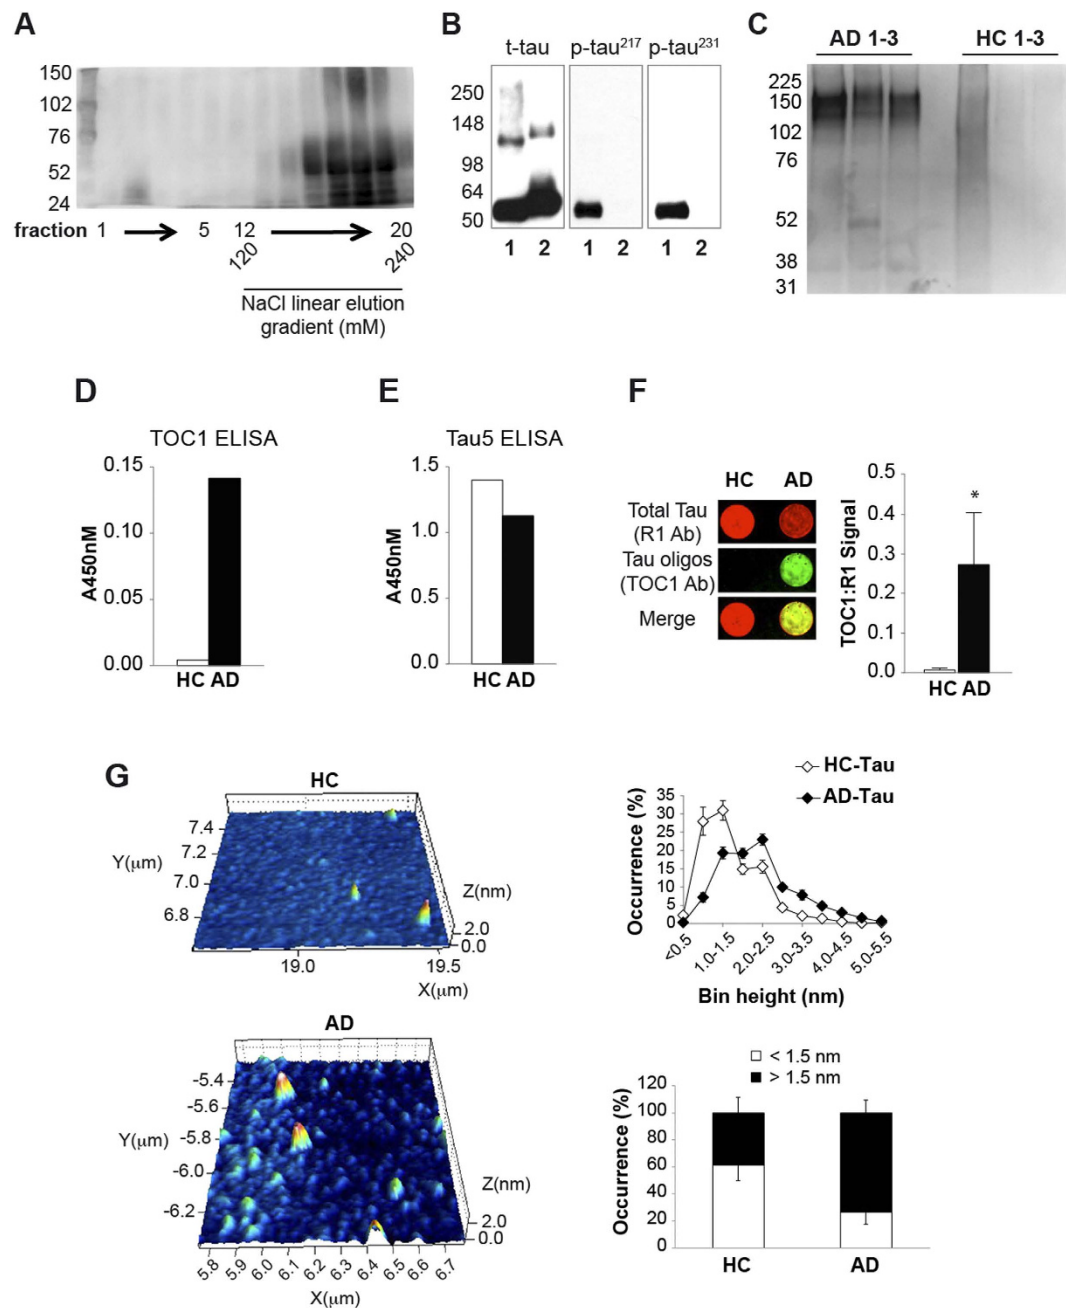 A
150
102
76
52
24
fraction 1 5 12 20
120 240
NaCl linear elution
gradient (mM)
B
t-tau p-tau217 p-tau231
250
148
98
64
50
1 2 1 2 1 2
C
AD 1-3 HC 1-3
225
150
102
76
52
38
31
D
TOC1 ELISA
0.15
0.10
0.05
0.00
A450nM
HC AD
E
Tau5 ELISA
1.5
1.0
0.5
0.0
A450nM
HC AD
F
HC AD
Total Tau
(R1 Ab)
Tau oligos
(TOC1 Ab)
Merge
0.5
0.4
0.3
0.2
0.1
0.0
TOC1:R1 Signal
*
HC AD
G
HC
7.4
7.2
7.0
6.8
Y(µm)
Z(nm)
2.0
0.0
19.0 19.5
X(µm)
HC-Tau
AD-Tau
35
30
25
20
15
10
5
0
Occurrence (%)
<0.5 1.0-1.5 2.0-2.5 3.0-3.5 4.0-4.5 5.0-5.5
Bin height (nm)
AD
-5.4
-5.6
-5.8
-6.0
-6.2
Y(µm)
Z(nm)
2.0
0.0
5.8 5.9 6.0 6.1 6.2 6.3 6.4 6.5 6.6 6.7
X(µm)
< 1.5 nm
> 1.5 nm
120
100
80
60
40
20
0
Occurrence (%)
HC AD